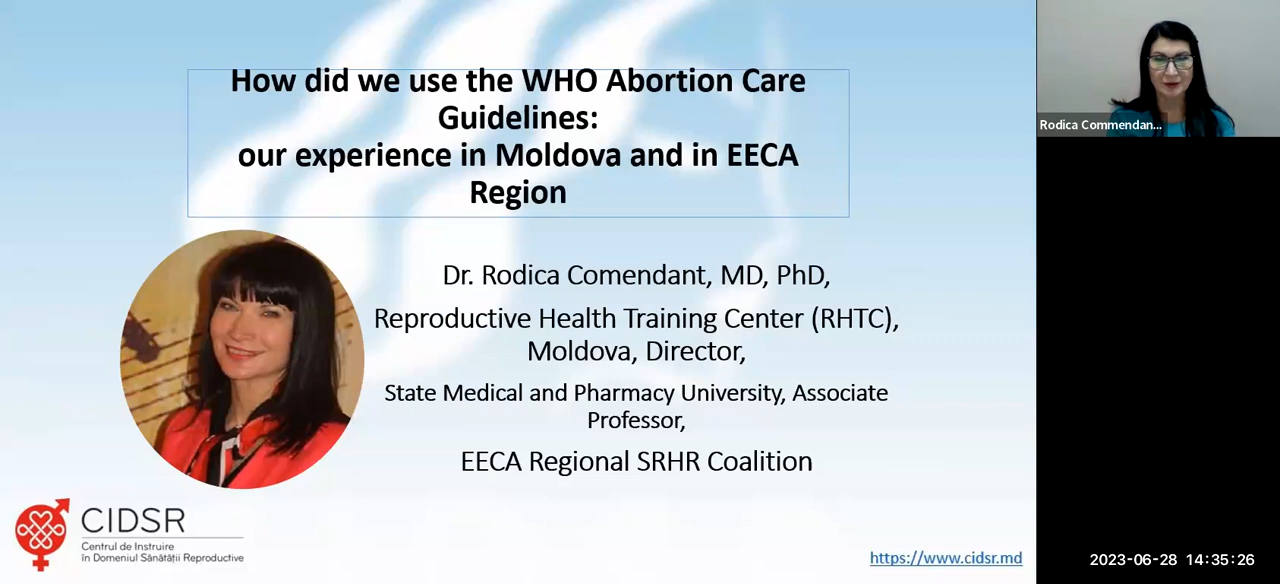 How did we use the WHO Abortion Care
Guidelines:
our experience in Moldova and in EECA
Region
Dr. Rodica Comendant, MD, PhD,
Reproductive Health Training Center (RHTC),
Moldova, Director,
State Medical and Pharmacy University, Associate
Professor,
EECA Regional SRHR Coalition
CIDSR
Centrul de Instruire
în Domeniul Sănătății Reproductive
https://www.cidsr.md
Rodica Commendan...
2023-06-28 14:35:26